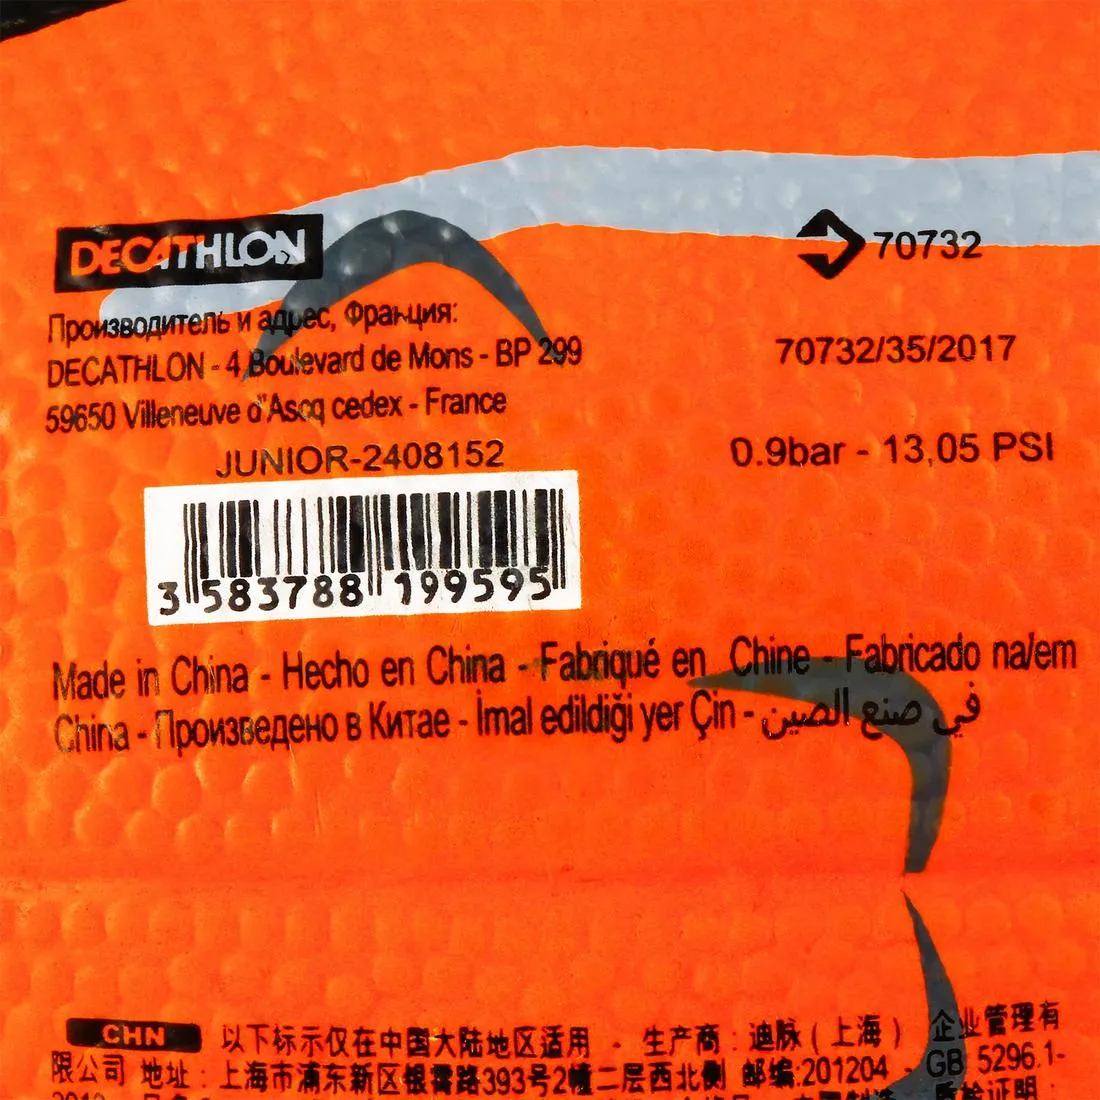 DECATHLON
70732
Производитель и адрес, Франция:
DECATHLON - 4 Boulevard de Mons - BP 299
59650 Villeneuve d'Ascq cedex - France
70732/35/2017
JUNIOR-2408152
0.9bar - 13,05 PSI
3 583788 199595
Made in China - Hecho en China - Fabriqué en Chine - Fabricado na/em
China - Произведено в Китае - İmal edildiği yer Çin - في صنع الصين
CHN 以下标示仅在中国大陆地区适用 - 生产商：迪脉（上海）企业管理有
限公司 地址：上海市浦东新区银霄路393号2幢二层西北侧 邮编:201204 - GB 5296.1-